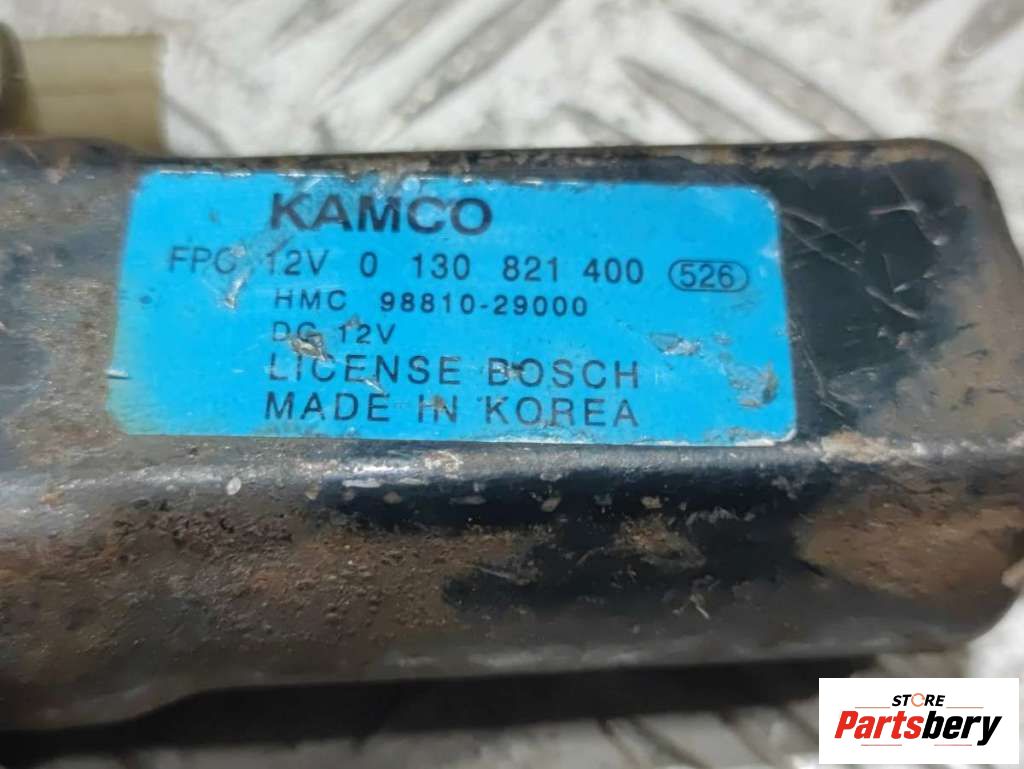 KAMCO
FPG 12V 0 130 821 400 526
HMC 98810-29000
DC 12V
LICENSE BOSCH
MADE IN KOREA
STORE
Partsbery